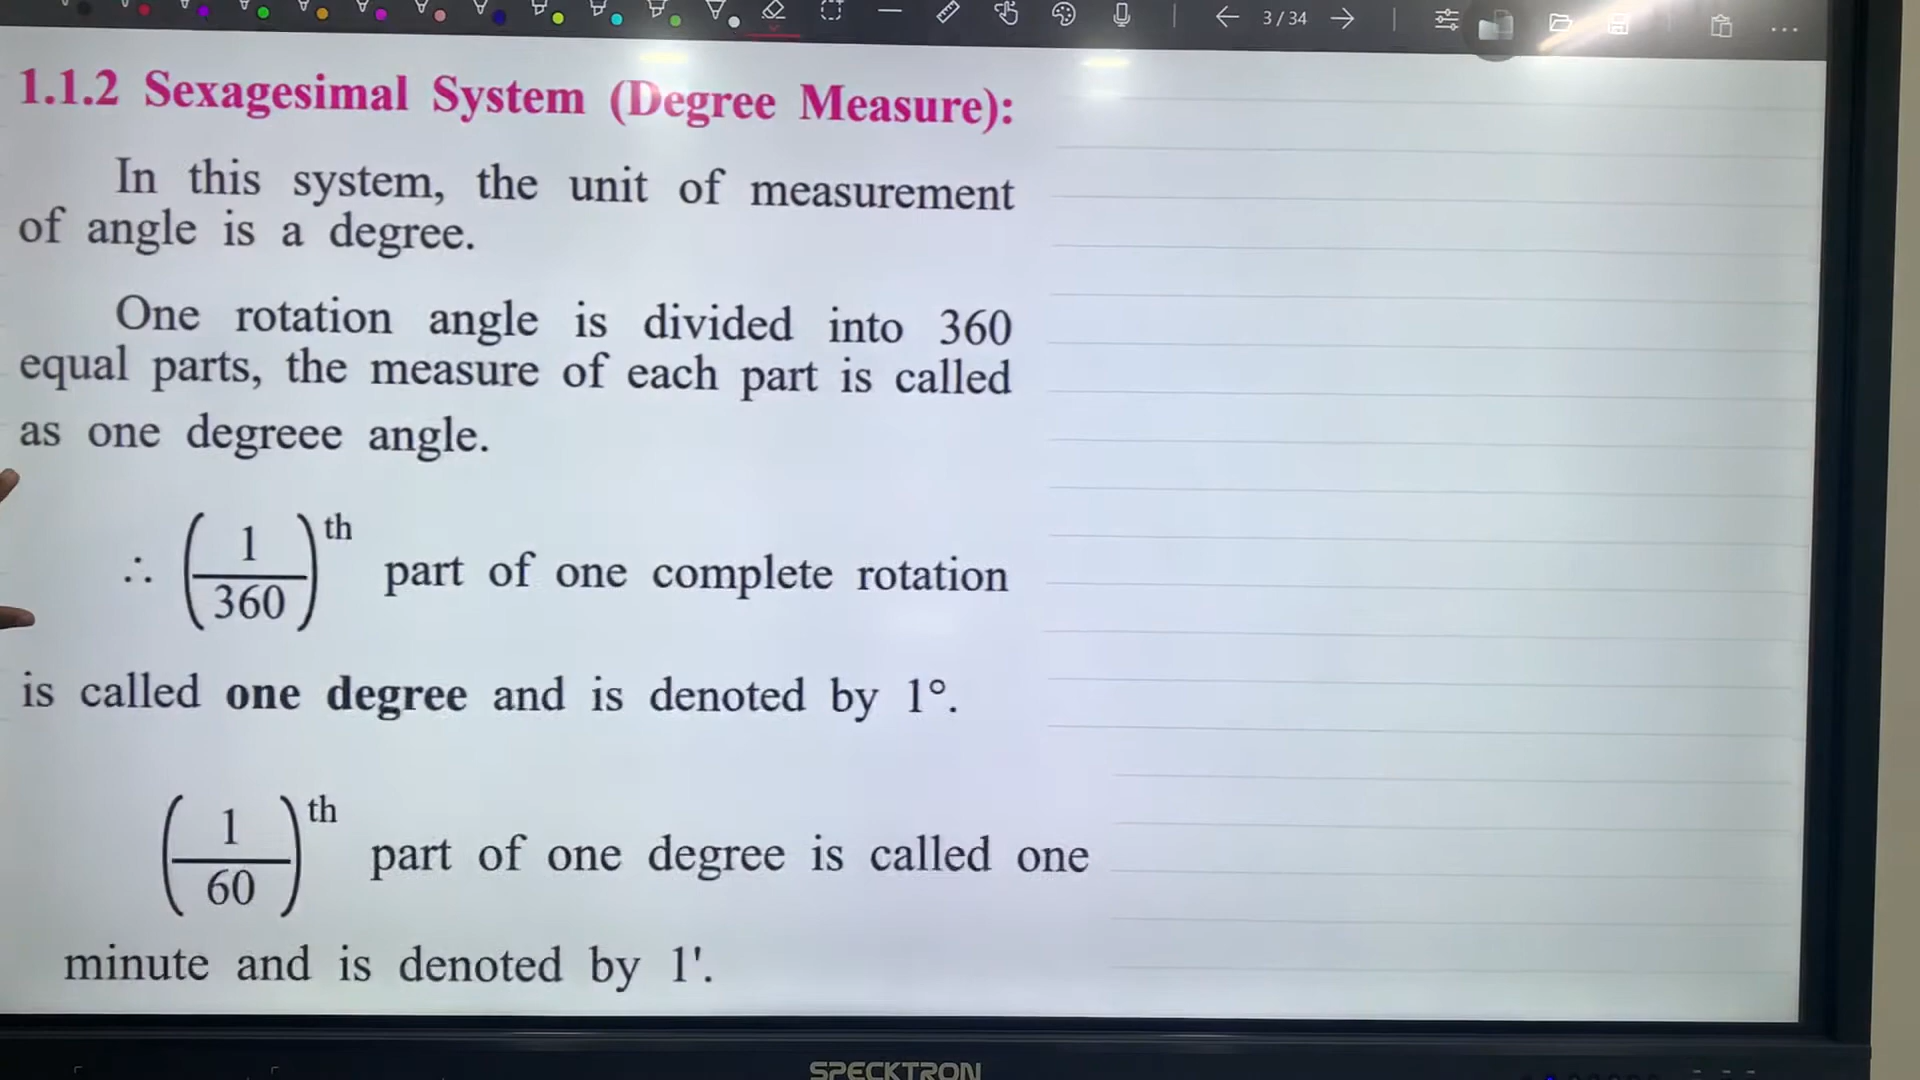 3 / 34
1.1.2 Sexagesimal System (Degree Measure):
In this system, the unit of measurement
of angle is a degree.
One rotation angle is divided into 360
equal parts, the measure of each part is called
as one degreee angle.
∴ (1/360)th part of one complete rotation
is called one degree and is denoted by 1°.
(1/60)th part of one degree is called one
minute and is denoted by 1'.
SPECKTRON